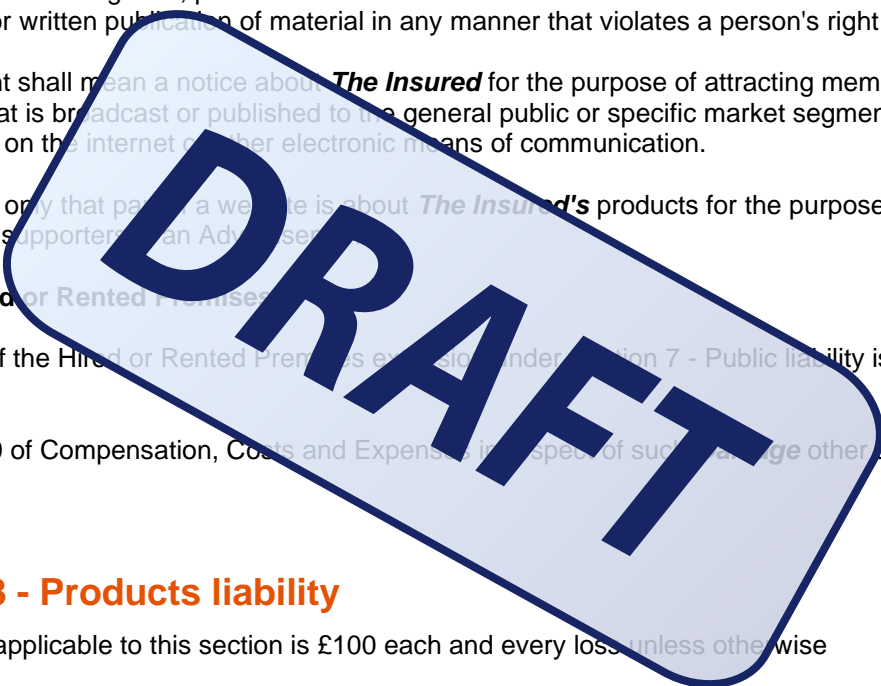 or written publication of material in any manner that violates a person's right
t shall mean a notice about The Insured for the purpose of attracting mem
at is broadcast or published to the general public or specific market segmen
on the internet or other electronic means of communication.
only that part of a website is about The Insured's products for the purpose
supporters an
or Rented Premises
f the Hired or Rented Premises extension under Section 7 - Public liability is
of Compensation, Costs and Expenses in respect of such other
- Products liability
applicable to this section is £100 each and every loss unless otherwise
DRAFT